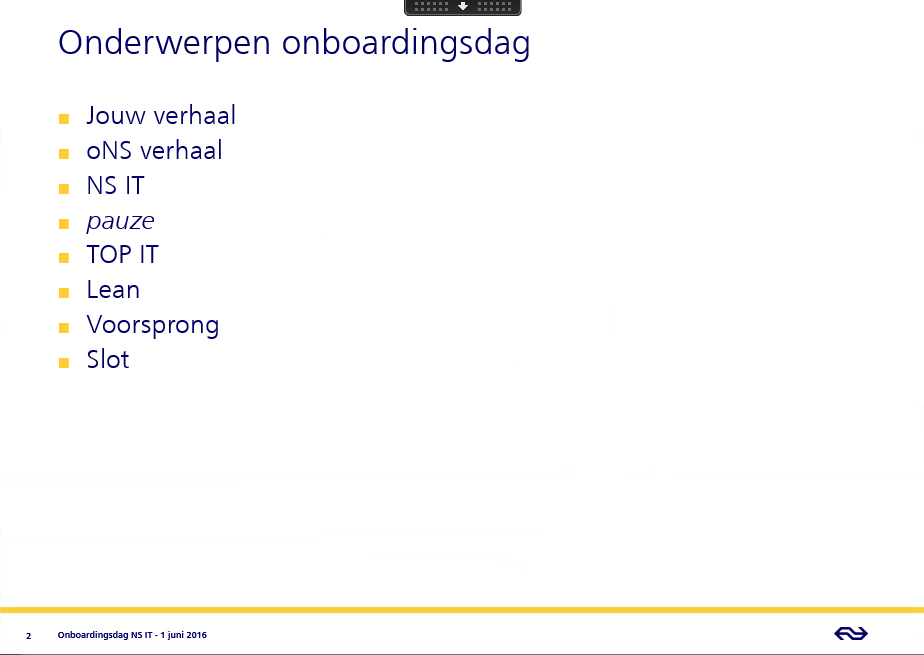 Onderwerpen onboardingsdag
Jouw verhaal
oNS verhaal
NS IT
pauze
TOP IT
Lean
Voorsprong
Slot
2
Onboardingsdag NS IT - 1 juni 2016